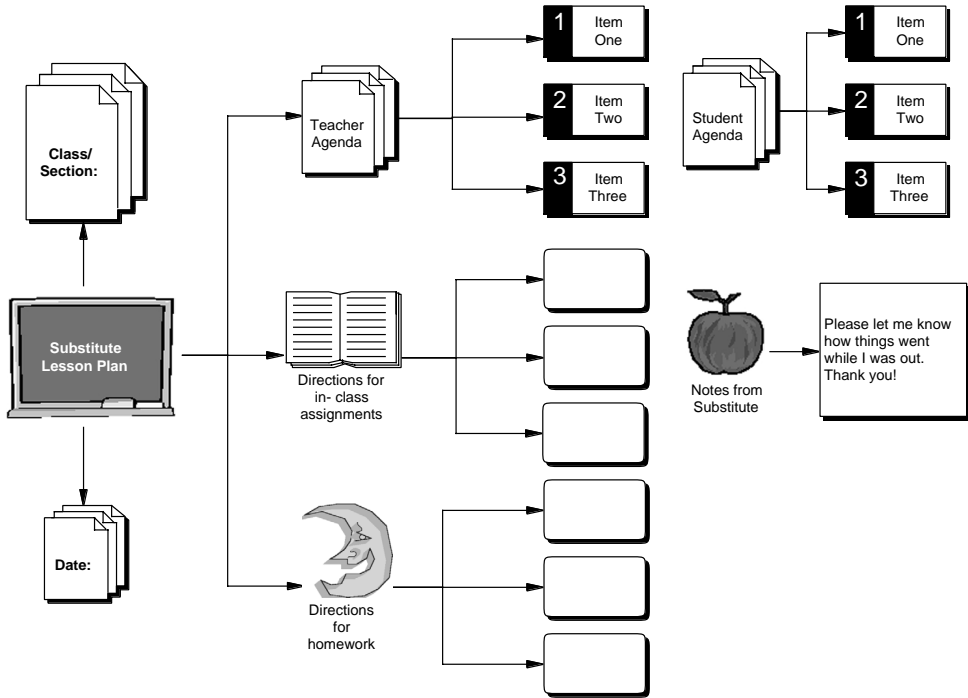 Class/
Section:
Substitute
Lesson Plan
Date:
Teacher
Agenda
1
Item
One
2
Item
Two
3
Item
Three
Student
Agenda
1
Item
One
2
Item
Two
3
Item
Three
Directions for
in- class
assignments
Notes from
Substitute
Please let me know
how things went
while I was out.
Thank you!
Directions
for
homework